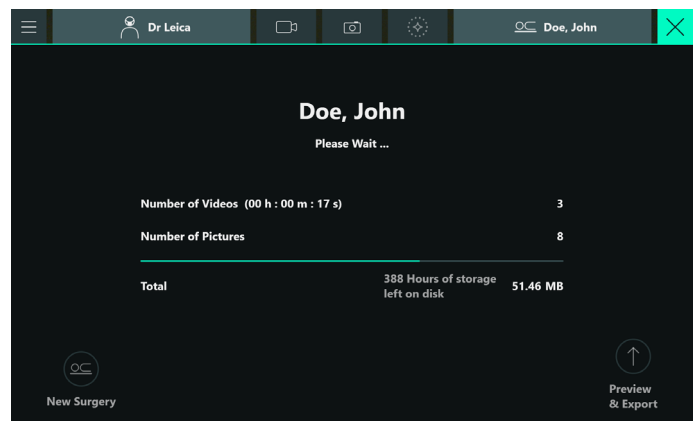 Dr Leica
Doe, John
Doe, John
Please Wait ...
Number of Videos (00 h : 00 m : 17 s) 3
Number of Pictures 8
Total 388 Hours of storage left on disk 51.46 MB
New Surgery
Preview
& Export